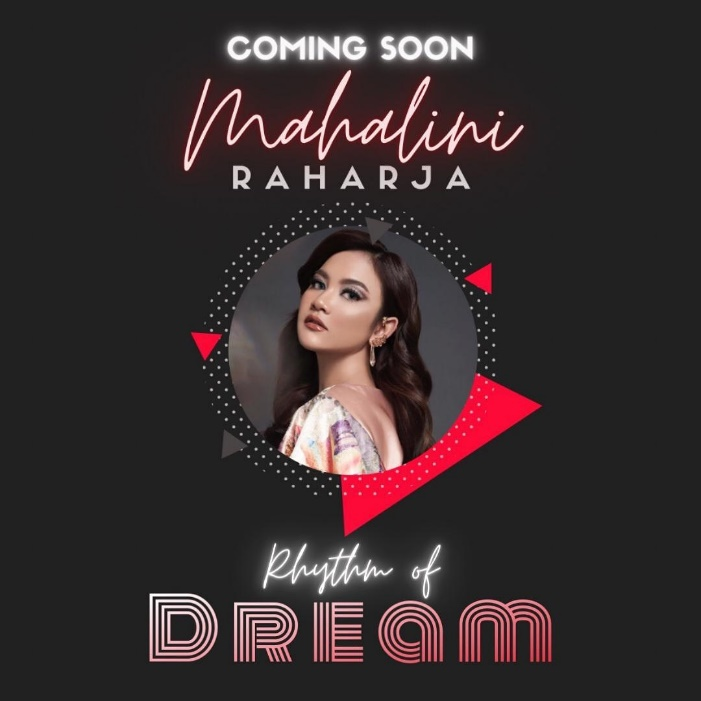 COMING SOON
Mahalini
RAHARJA
Rhythm of
DREam